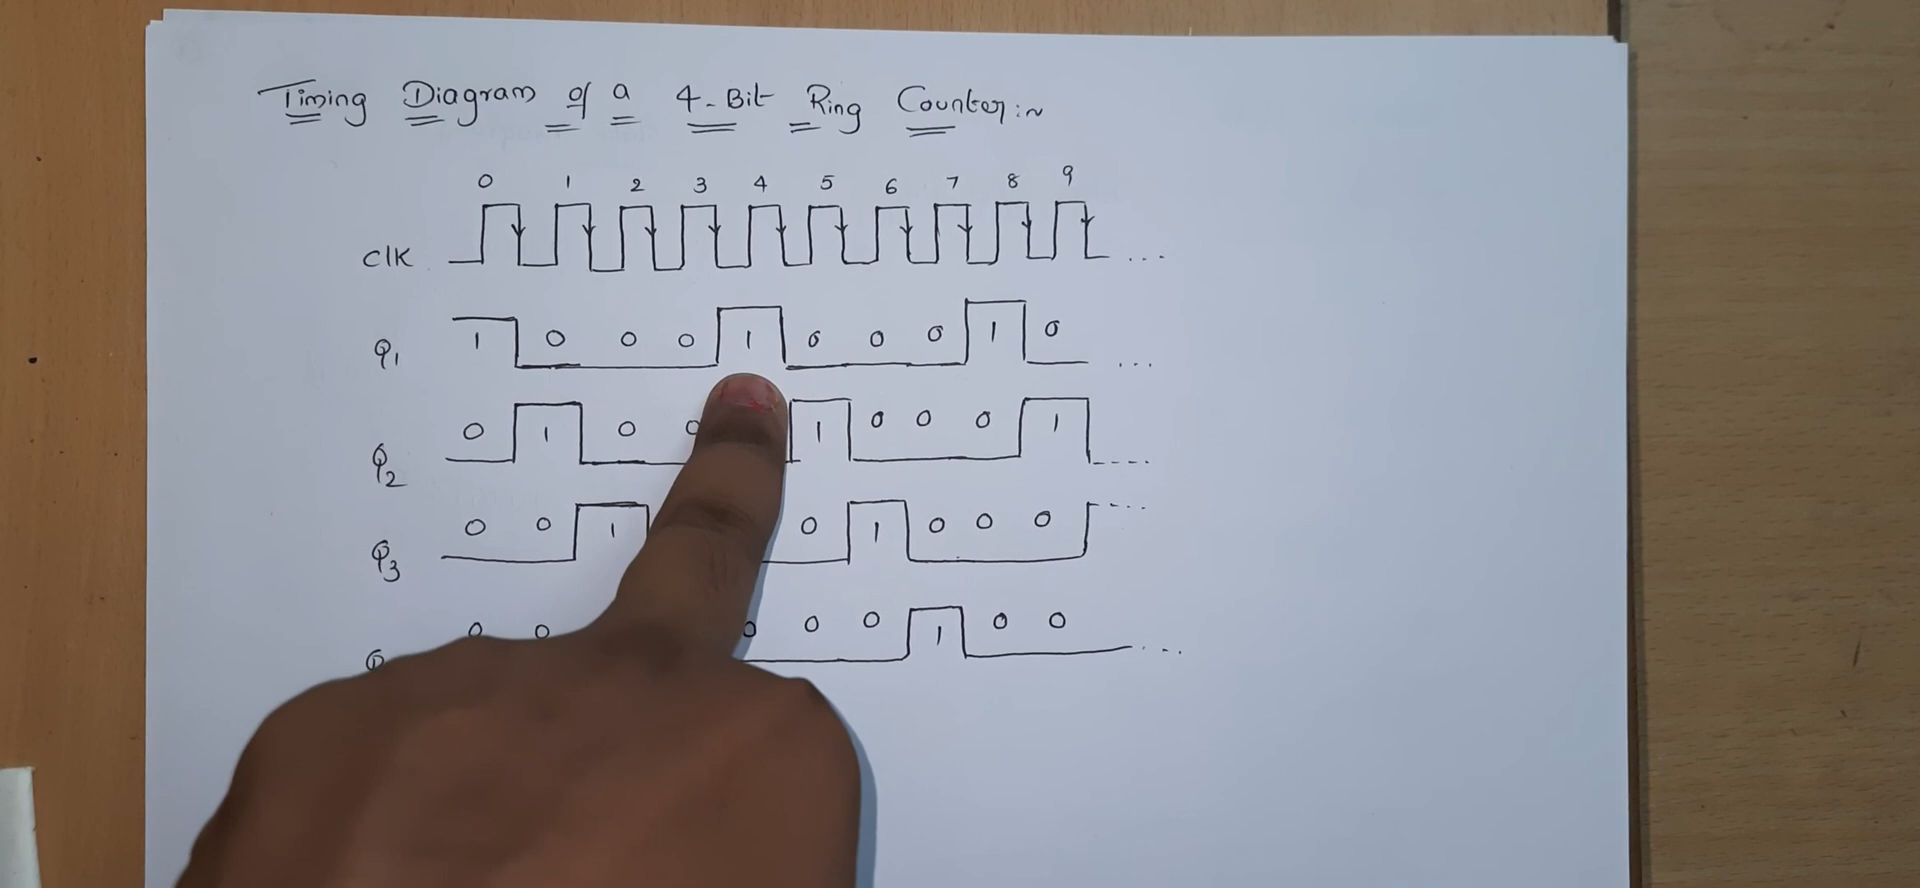 Timing Diagram of a 4-Bit Ring Counter:~
0 1 2 3 4 5 6 7 8 9
clk ...
Q1 1 0 0 0 1 0 0 0 1 0 ...
Q2 0 1 0 0 1 0 0 0 1 ....
Q3 0 0 1 0 1 0 0 0 ....
0 0 0 0 0 1 0 0 ...